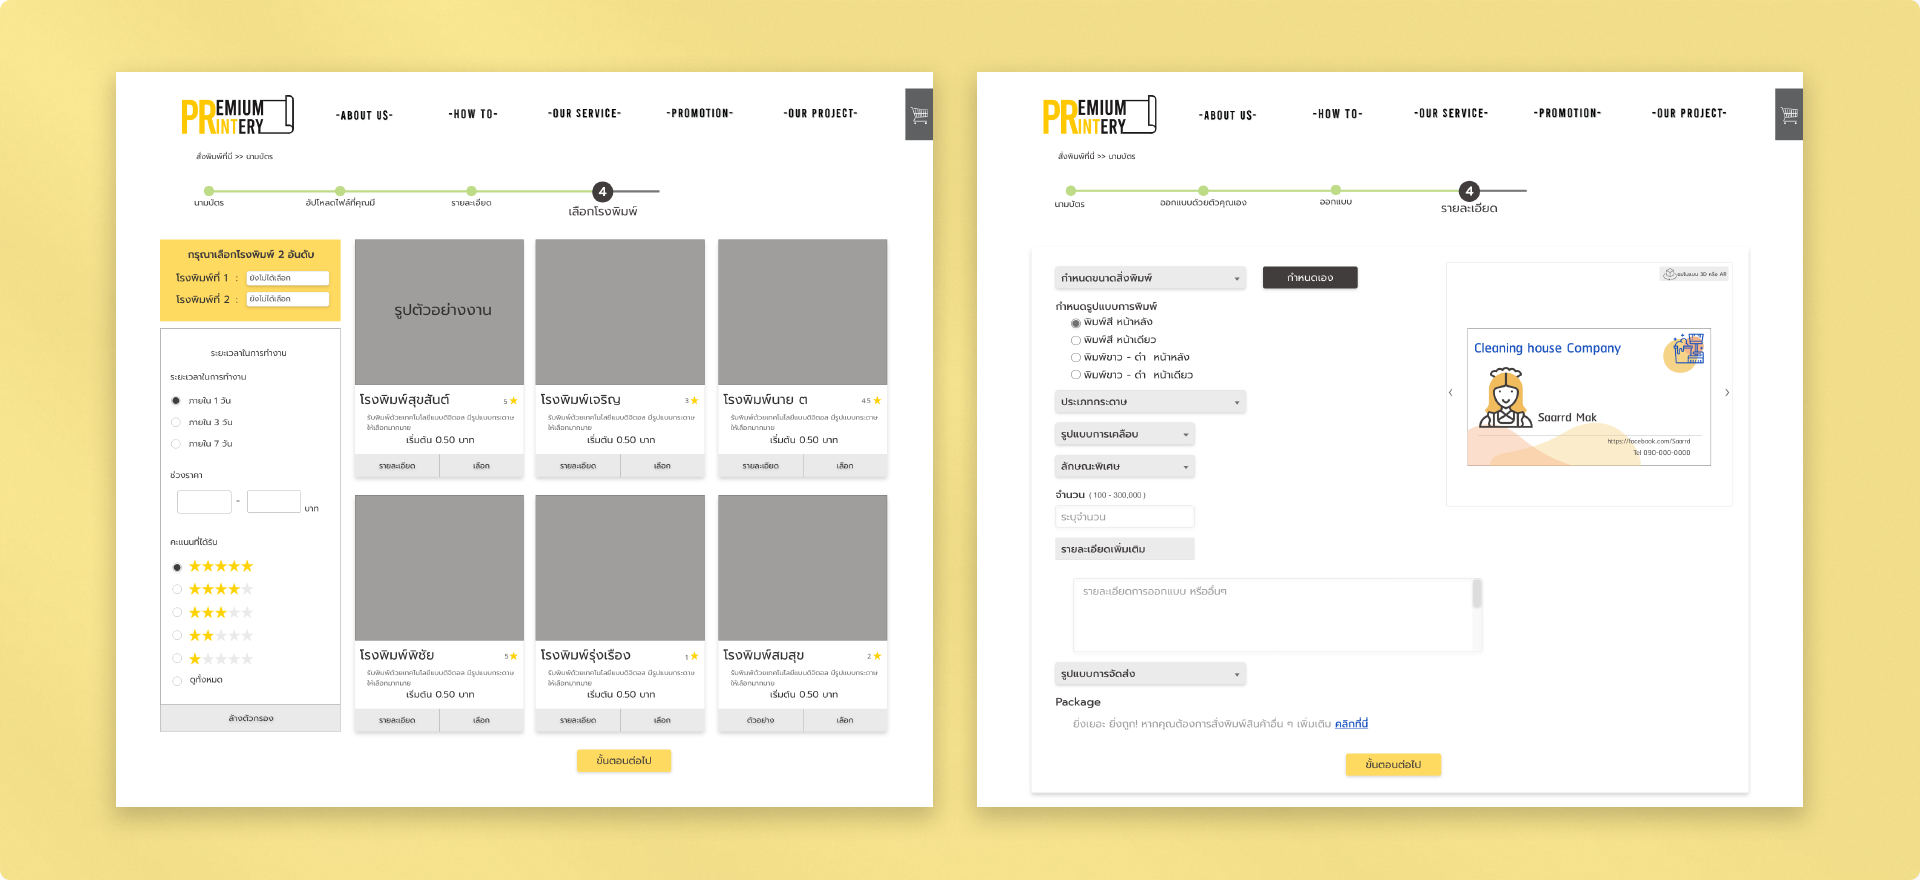 PREMIUM
PRINTERY
-ABOUT U$-
-HOW TO-
-OUR SERVICE-
-PROMOTION-
-OUR PROJECT-
สั่งพิมพ์ที่นี่ >> นามบัตร
4
นามบัตร
อัปโหลดไฟล์ที่คุณมี
รายละเอียด
เลือกโรงพิมพ์
กรุณาเลือกโรงพิมพ์ 2 อันดับ
โรงพิมพ์ที่ 1 : ยังไม่ได้เลือก
โรงพิมพ์ที่ 2 : ยังไม่ได้เลือก
ระยะเวลาในการทำงาน
ระยะเวลาในการทำงาน
ภายใน 1 วัน
ภายใน 3 วัน
ภายใน 7 วัน
ช่วงราคา
- บาท
คะแนนที่ได้รับ
ดูทั้งหมด
ล้างตัวกรอง
รูปตัวอย่างงาน
โรงพิมพ์สุขสันต์ 5
รับพิมพ์ด้วยเทคโนโลยีแบบดิจิตอล มีรูปแบบกระดาษ
ให้เลือกมากมาย
เริ่มต้น 0.50 บาท
รายละเอียด เลือก
โรงพิมพ์เจริญ 3
รับพิมพ์ด้วยเทคโนโลยีแบบดิจิตอล มีรูปแบบกระดาษ
ให้เลือกมากมาย
เริ่มต้น 0.50 บาท
รายละเอียด เลือก
โรงพิมพ์นาย ต 4.5
รับพิมพ์ด้วยเทคโนโลยีแบบดิจิตอล มีรูปแบบกระดาษ
ให้เลือกมากมาย
เริ่มต้น 0.50 บาท
รายละเอียด เลือก
โรงพิมพ์พิชัย 5
รับพิมพ์ด้วยเทคโนโลยีแบบดิจิตอล มีรูปแบบกระดาษ
ให้เลือกมากมาย
เริ่มต้น 0.50 บาท
รายละเอียด เลือก
โรงพิมพ์รุ่งเรือง 1
รับพิมพ์ด้วยเทคโนโลยีแบบดิจิตอล มีรูปแบบกระดาษ
ให้เลือกมากมาย
เริ่มต้น 0.50 บาท
รายละเอียด เลือก
โรงพิมพ์สมสุข 2
รับพิมพ์ด้วยเทคโนโลยีแบบดิจิตอล มีรูปแบบกระดาษ
ให้เลือกมากมาย
เริ่มต้น 0.50 บาท
ตัวอย่าง เลือก
ขั้นตอนต่อไป
PREMIUM
PRINTERY
-ABOUT U$-
-HOW TO-
-OUR SERVICE-
-PROMOTION-
-OUR PROJECT-
สั่งพิมพ์ที่นี่ >> นามบัตร
4
นามบัตร
ออกแบบด้วยตัวคุณเอง
ออกแบบ
รายละเอียด
กำหนดขนาดสิ่งพิมพ์
กำหนดเอง
กำหนดรูปแบบการพิมพ์
พิมพ์สี หน้าหลัง
พิมพ์สี หน้าเดียว
พิมพ์ขาว - ดำ หน้าหลัง
พิมพ์ขาว - ดำ หน้าเดียว
ประเภทกระดาษ
รูปแบบการเคลือบ
ลักษณะพิเศษ
จำนวน ( 100 - 300,000 )
ระบุจำนวน
รายละเอียดเพิ่มเติม
รายละเอียดการออกแบบ หรืออื่นๆ
รูปแบบการจัดส่ง
Package
ยิ่งเยอะ ยิ่งถูก! หากคุณต้องการสั่งพิมพ์สินค้าอื่น ๆ เพิ่มเติม คลิกที่นี่
ขั้นตอนต่อไป
3D หรือ AR
Cleaning house Company
Saarrd Mak
https://facebook.com/Saarrd
Tel 090-000-0000